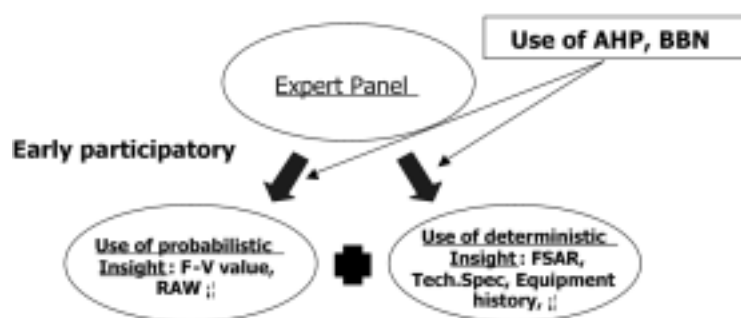 Use of AHP, BBN
Expert Panel
Early participatory
Use of probabilistic
Insight : F-V value,
RAW ;¦
Use of deterministic
Insight : FSAR,
Tech.Spec, Equipment
history, ;¦